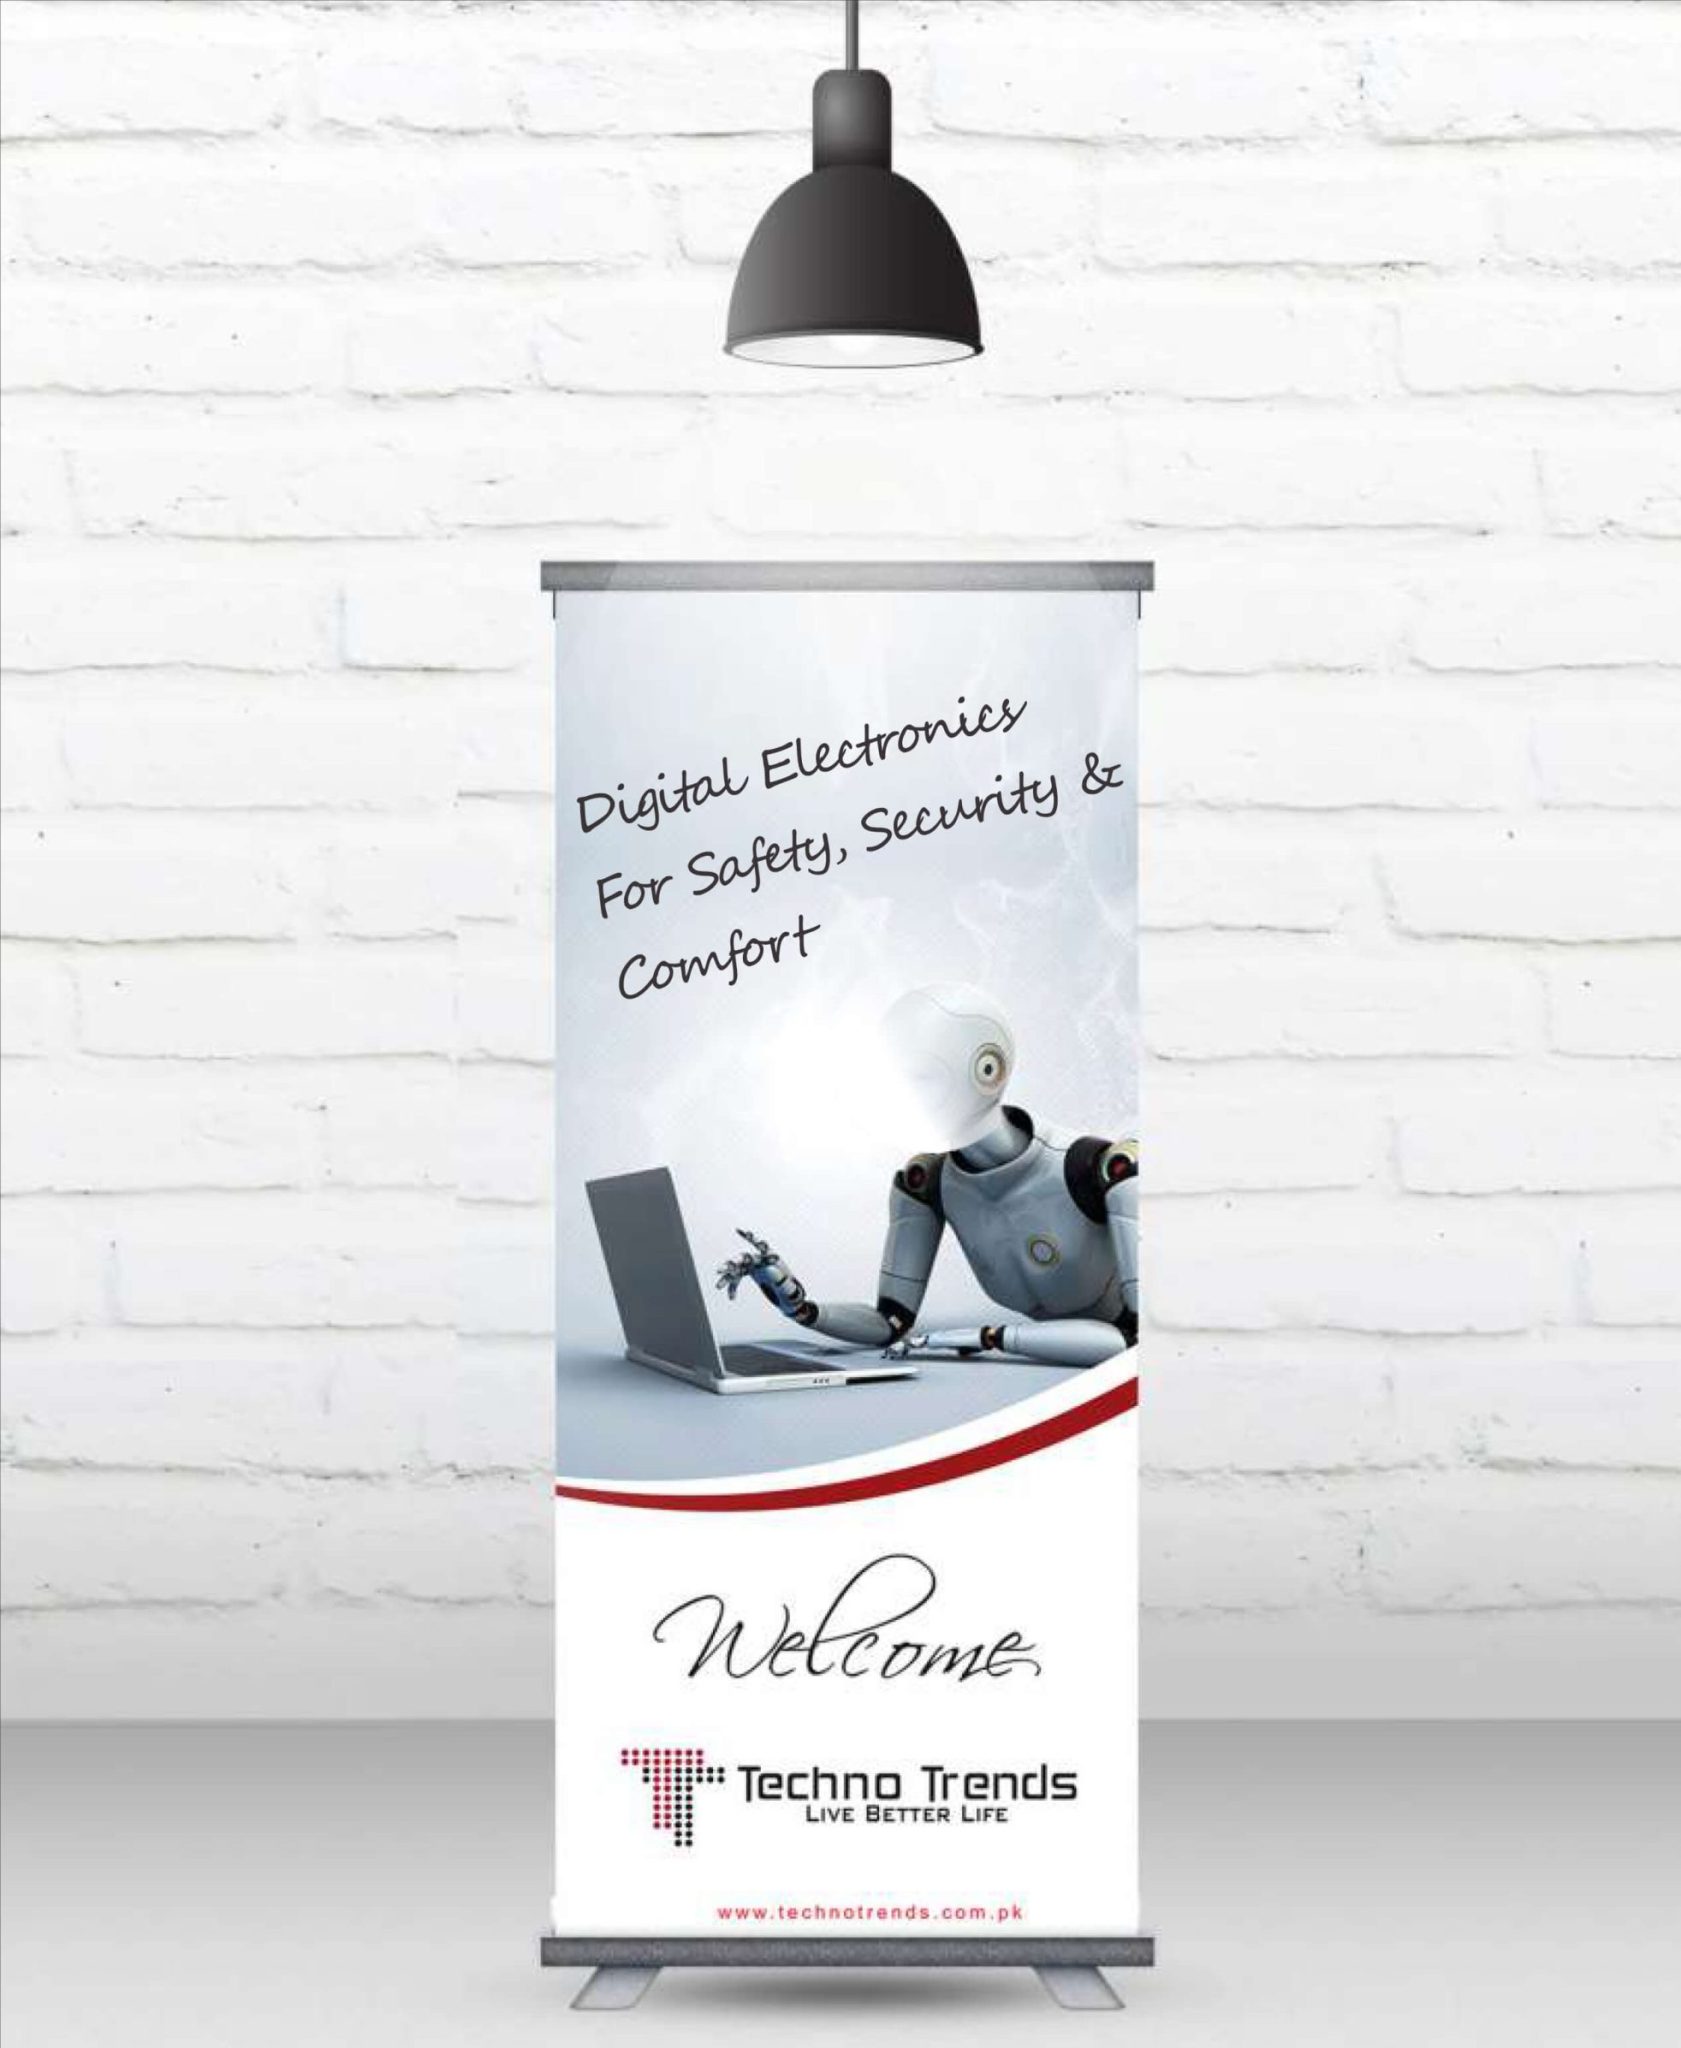 Digital Electronics
For Safety, Security &
Comfort
Welcome
Techno Trends
LIVE BETTER LIFE
www.technotrends.com.pk